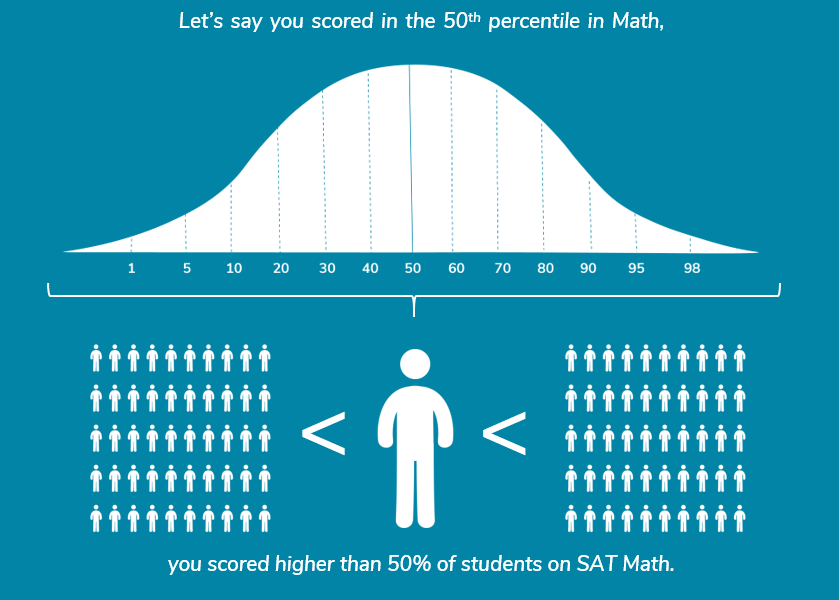 Let's say you scored in the 50th percentile in Math,
1 5 10 20 30 40 50 60 70 80 90 95 98
< <
you scored higher than 50% of students on SAT Math.